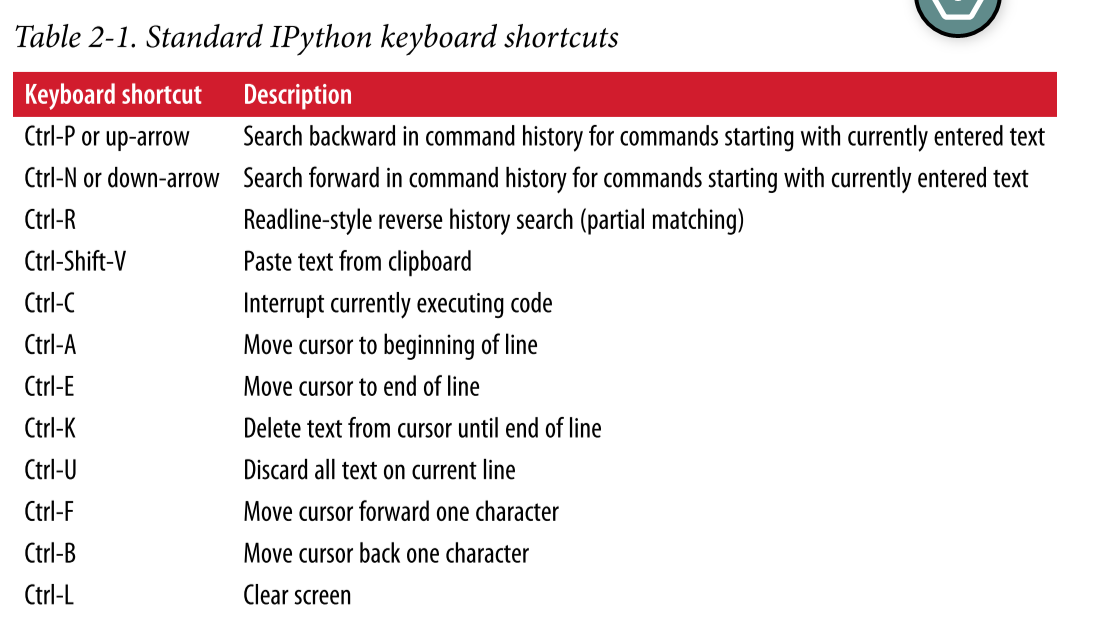 Table 2-1. Standard IPython keyboard shortcuts
Keyboard shortcut Description
Ctrl-P or up-arrow Search backward in command history for commands starting with currently entered text
Ctrl-N or down-arrow Search forward in command history for commands starting with currently entered text
Ctrl-R Readline-style reverse history search (partial matching)
Ctrl-Shift-V Paste text from clipboard
Ctrl-C Interrupt currently executing code
Ctrl-A Move cursor to beginning of line
Ctrl-E Move cursor to end of line
Ctrl-K Delete text from cursor until end of line
Ctrl-U Discard all text on current line
Ctrl-F Move cursor forward one character
Ctrl-B Move cursor back one character
Ctrl-L Clear screen